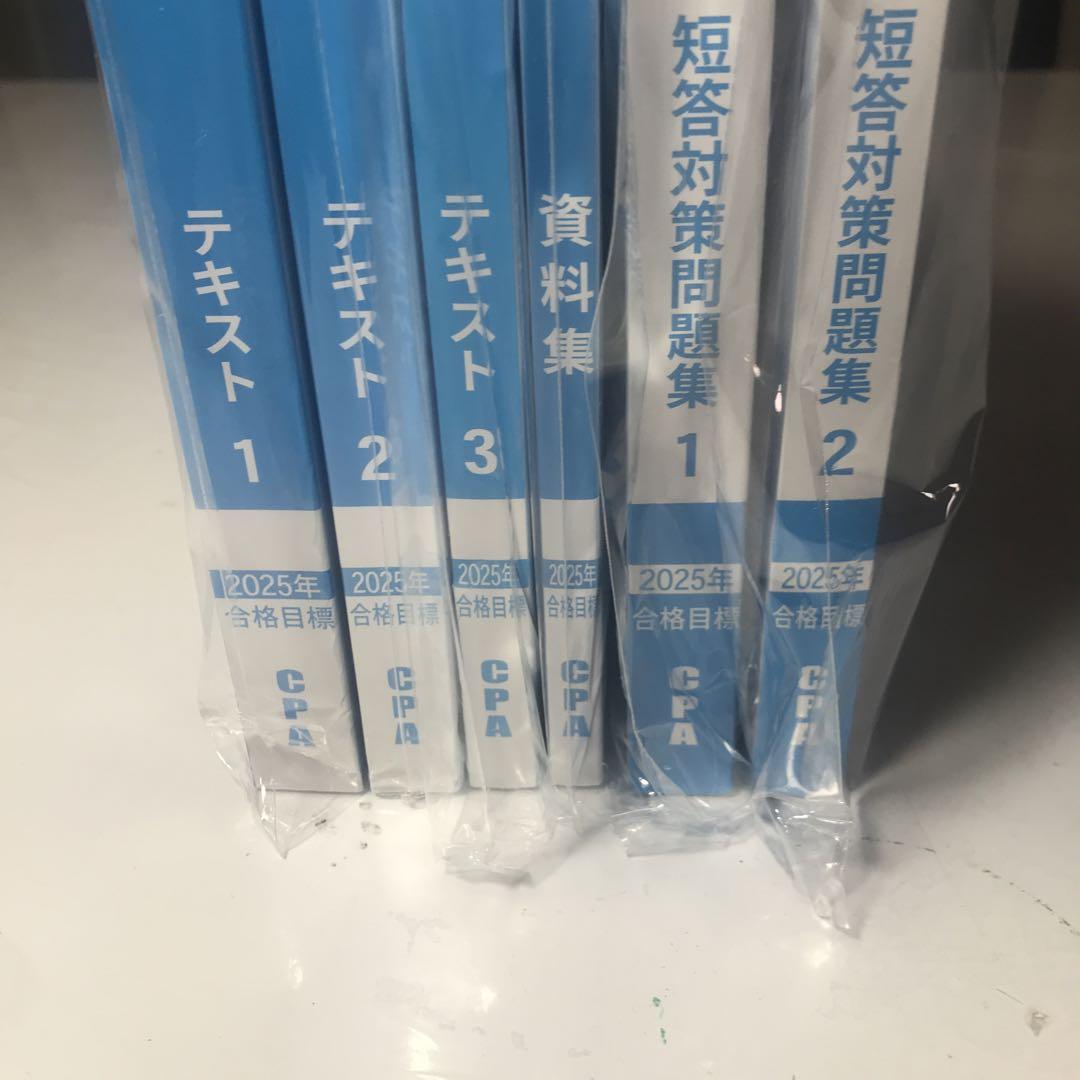 テキスト 1
2025年
合格目標
CPA
テキスト 2
2025年
合格目標
CPA
テキスト 3
2025年
合格目標
CPA
資料集
2025年
合格目標
CPA
短答対策問題集 1
2025年
合格目標
CPA
短答対策問題集 2
2025年
合格目標
CPA